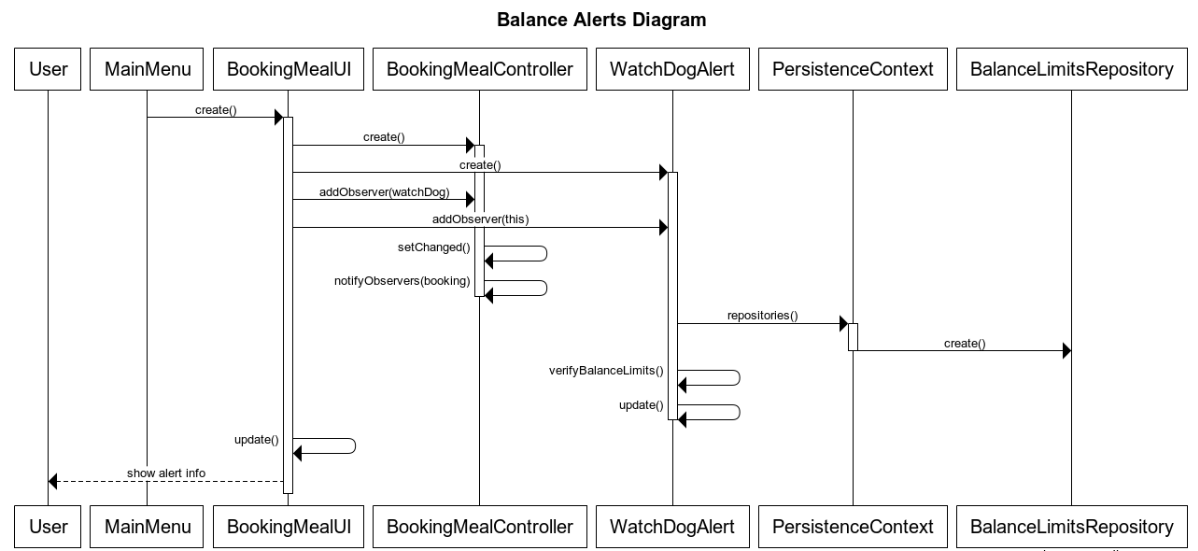 Balance Alerts Diagram
User MainMenu BookingMealUI BookingMealController WatchDogAlert PersistenceContext BalanceLimitsRepository
create()
create()
create()
addObserver(watchDog)
addObserver(this)
setChanged()
notifyObservers(booking)
repositories()
create()
verifyBalanceLimits()
update()
update()
show alert info
User MainMenu BookingMealUI BookingMealController WatchDogAlert PersistenceContext BalanceLimitsRepository